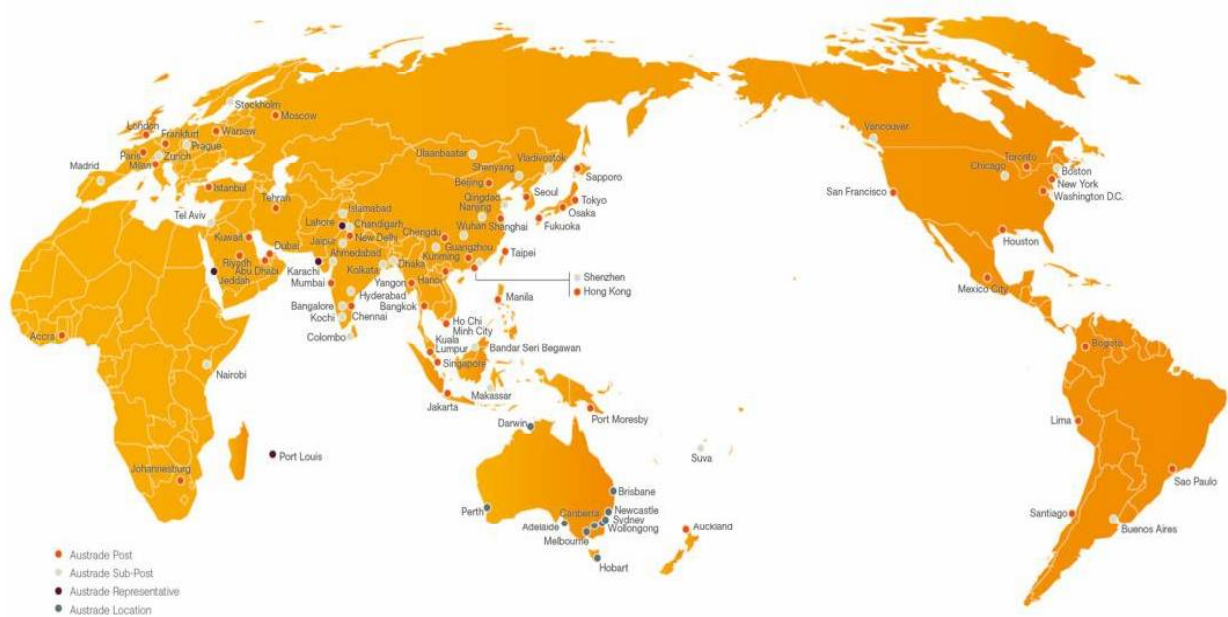 Stockholm
Moscow
London
Frankfurt
Warsaw
Paris
Prague
Zurich
Milan
Madrid
Istanbul
Tehran
Tel Aviv
Kuwait
Riyadh
Dubai
Abu Dhabi
Jeddah
Accra
Nairobi
Port Louis
Johannesburg
Islamabad
Lahore
Chandigarh
New Delhi
Jaipur
Ahmedabad
Karachi
Mumbai
Kolkata
Dhaka
Hyderabad
Bangalore
Chennai
Kochi
Colombo
Ulaanbaatar
Vladivostok
Shenyang
Sapporo
Beijing
Seoul
Tokyo
Qingdao
Osaka
Nanjing
Fukuoka
Wuhan
Shanghai
Chengdu
Guangzhou
Taipei
Kunming
Shenzhen
Hong Kong
Yangon
Hanoi
Manila
Bangkok
Ho Chi
Minh City
Kuala
Lumpur
Bandar Seri Begawan
Singapore
Makassar
Jakarta
Port Moresby
Darwin
Suva
Brisbane
Perth
Canberra
Newcastle
Sydney
Adelaide
Wollongong
Melbourne
Auckland
Hobart
Vancouver
Toronto
Chicago
Boston
New York
San Francisco
Washington D.C.
Houston
Mexico City
Bogota
Lima
Sao Paulo
Santiago
Buenos Aires
Austrade Post
Austrade Sub-Post
Austrade Representative
Austrade Location